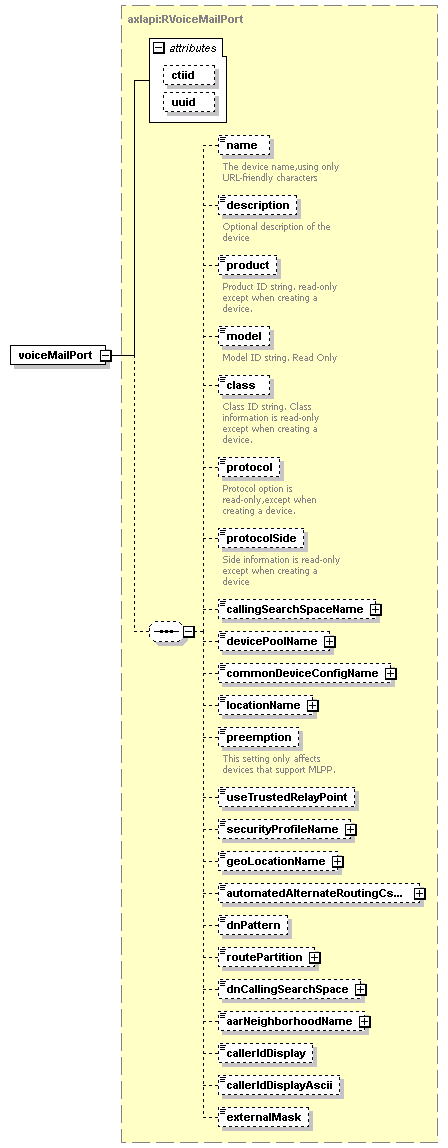 axlapi:RVoiceMailPort
attributes
ctiid
uuid
voiceMailPort
name
The device name,using only
URL-friendly characters
description
Optional description of the
device
product
Product ID string. read-only
except when creating a
device.
model
Model ID string. Read Only
class
Class ID string. Class
information is read-only
except when creating a
device.
protocol
Protocol option is
read-only,except when
creating a device.
protocolSide
Side information is read-only
except when creating a
device
callingSearchSpaceName
devicePoolName
commonDeviceConfigName
locationName
preemption
This setting only affects
devices that support MLPP.
useTrustedRelayPoint
securityProfileName
geoLocationName
automatedAlternateRoutingCs...
dnPattern
routePartition
dnCallingSearchSpace
aarNeighborhoodName
callerIdDisplay
callerIdDisplayAscii
externalMask